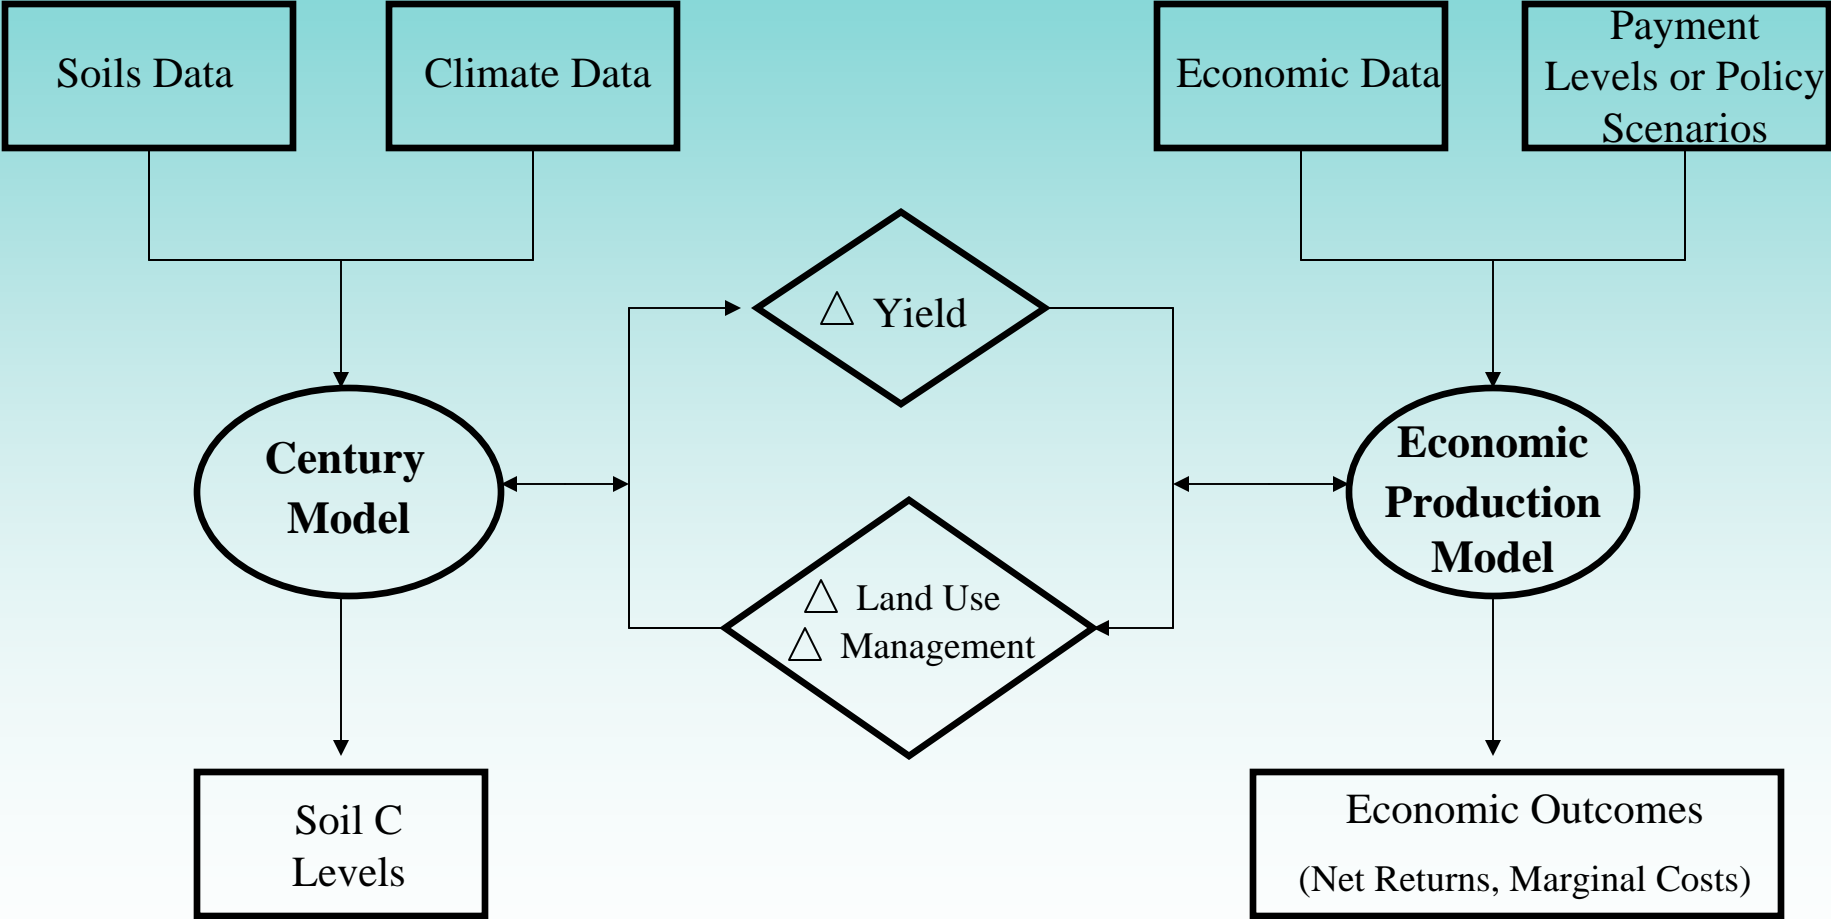 Soils Data
Climate Data
Economic Data
Payment
Levels or Policy
Scenarios
△ Yield
Century
Model
Economic
Production
Model
△ Land Use
△ Management
Soil C
Levels
Economic Outcomes
(Net Returns, Marginal Costs)